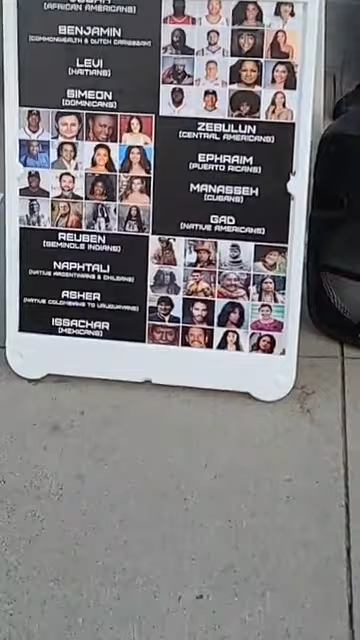 (AFRICAN AMERICANS)
BENJAMIN
(COMMONWEALTH & DUTCH CARIBBEAN)
LEVI
(HAITIANS)
SIMEON
(DOMINICANS)
ZEBULUN
(CENTRAL AMERICANS)
EPHRAIM
(PUERTO RICANS)
MANASSEH
(CUBANS)
GAD
(NATIVE AMERICANS)
REUBEN
(SEMINOLE INDIANS)
NAPHTALI
(NATIVE ARGENTINIANS & CHILEANS)
ASHER
(NATIVE COLOMBIANS TO URUGUAYANS)
ISSACHAR
(MEXICANS)